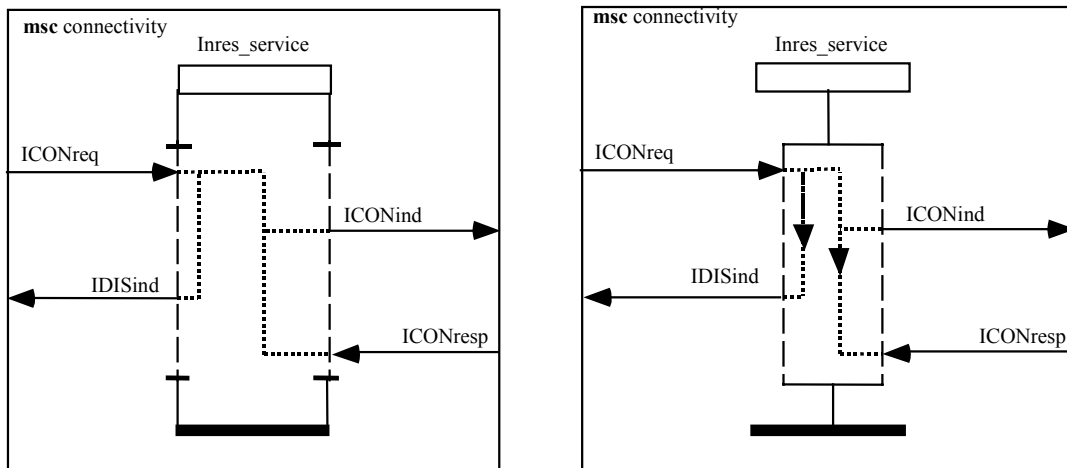 msc connectivity
Inres_service
ICONreq
ICONind
IDISind
ICONresp
msc connectivity
Inres_service
ICONreq
ICONind
IDISind
ICONresp